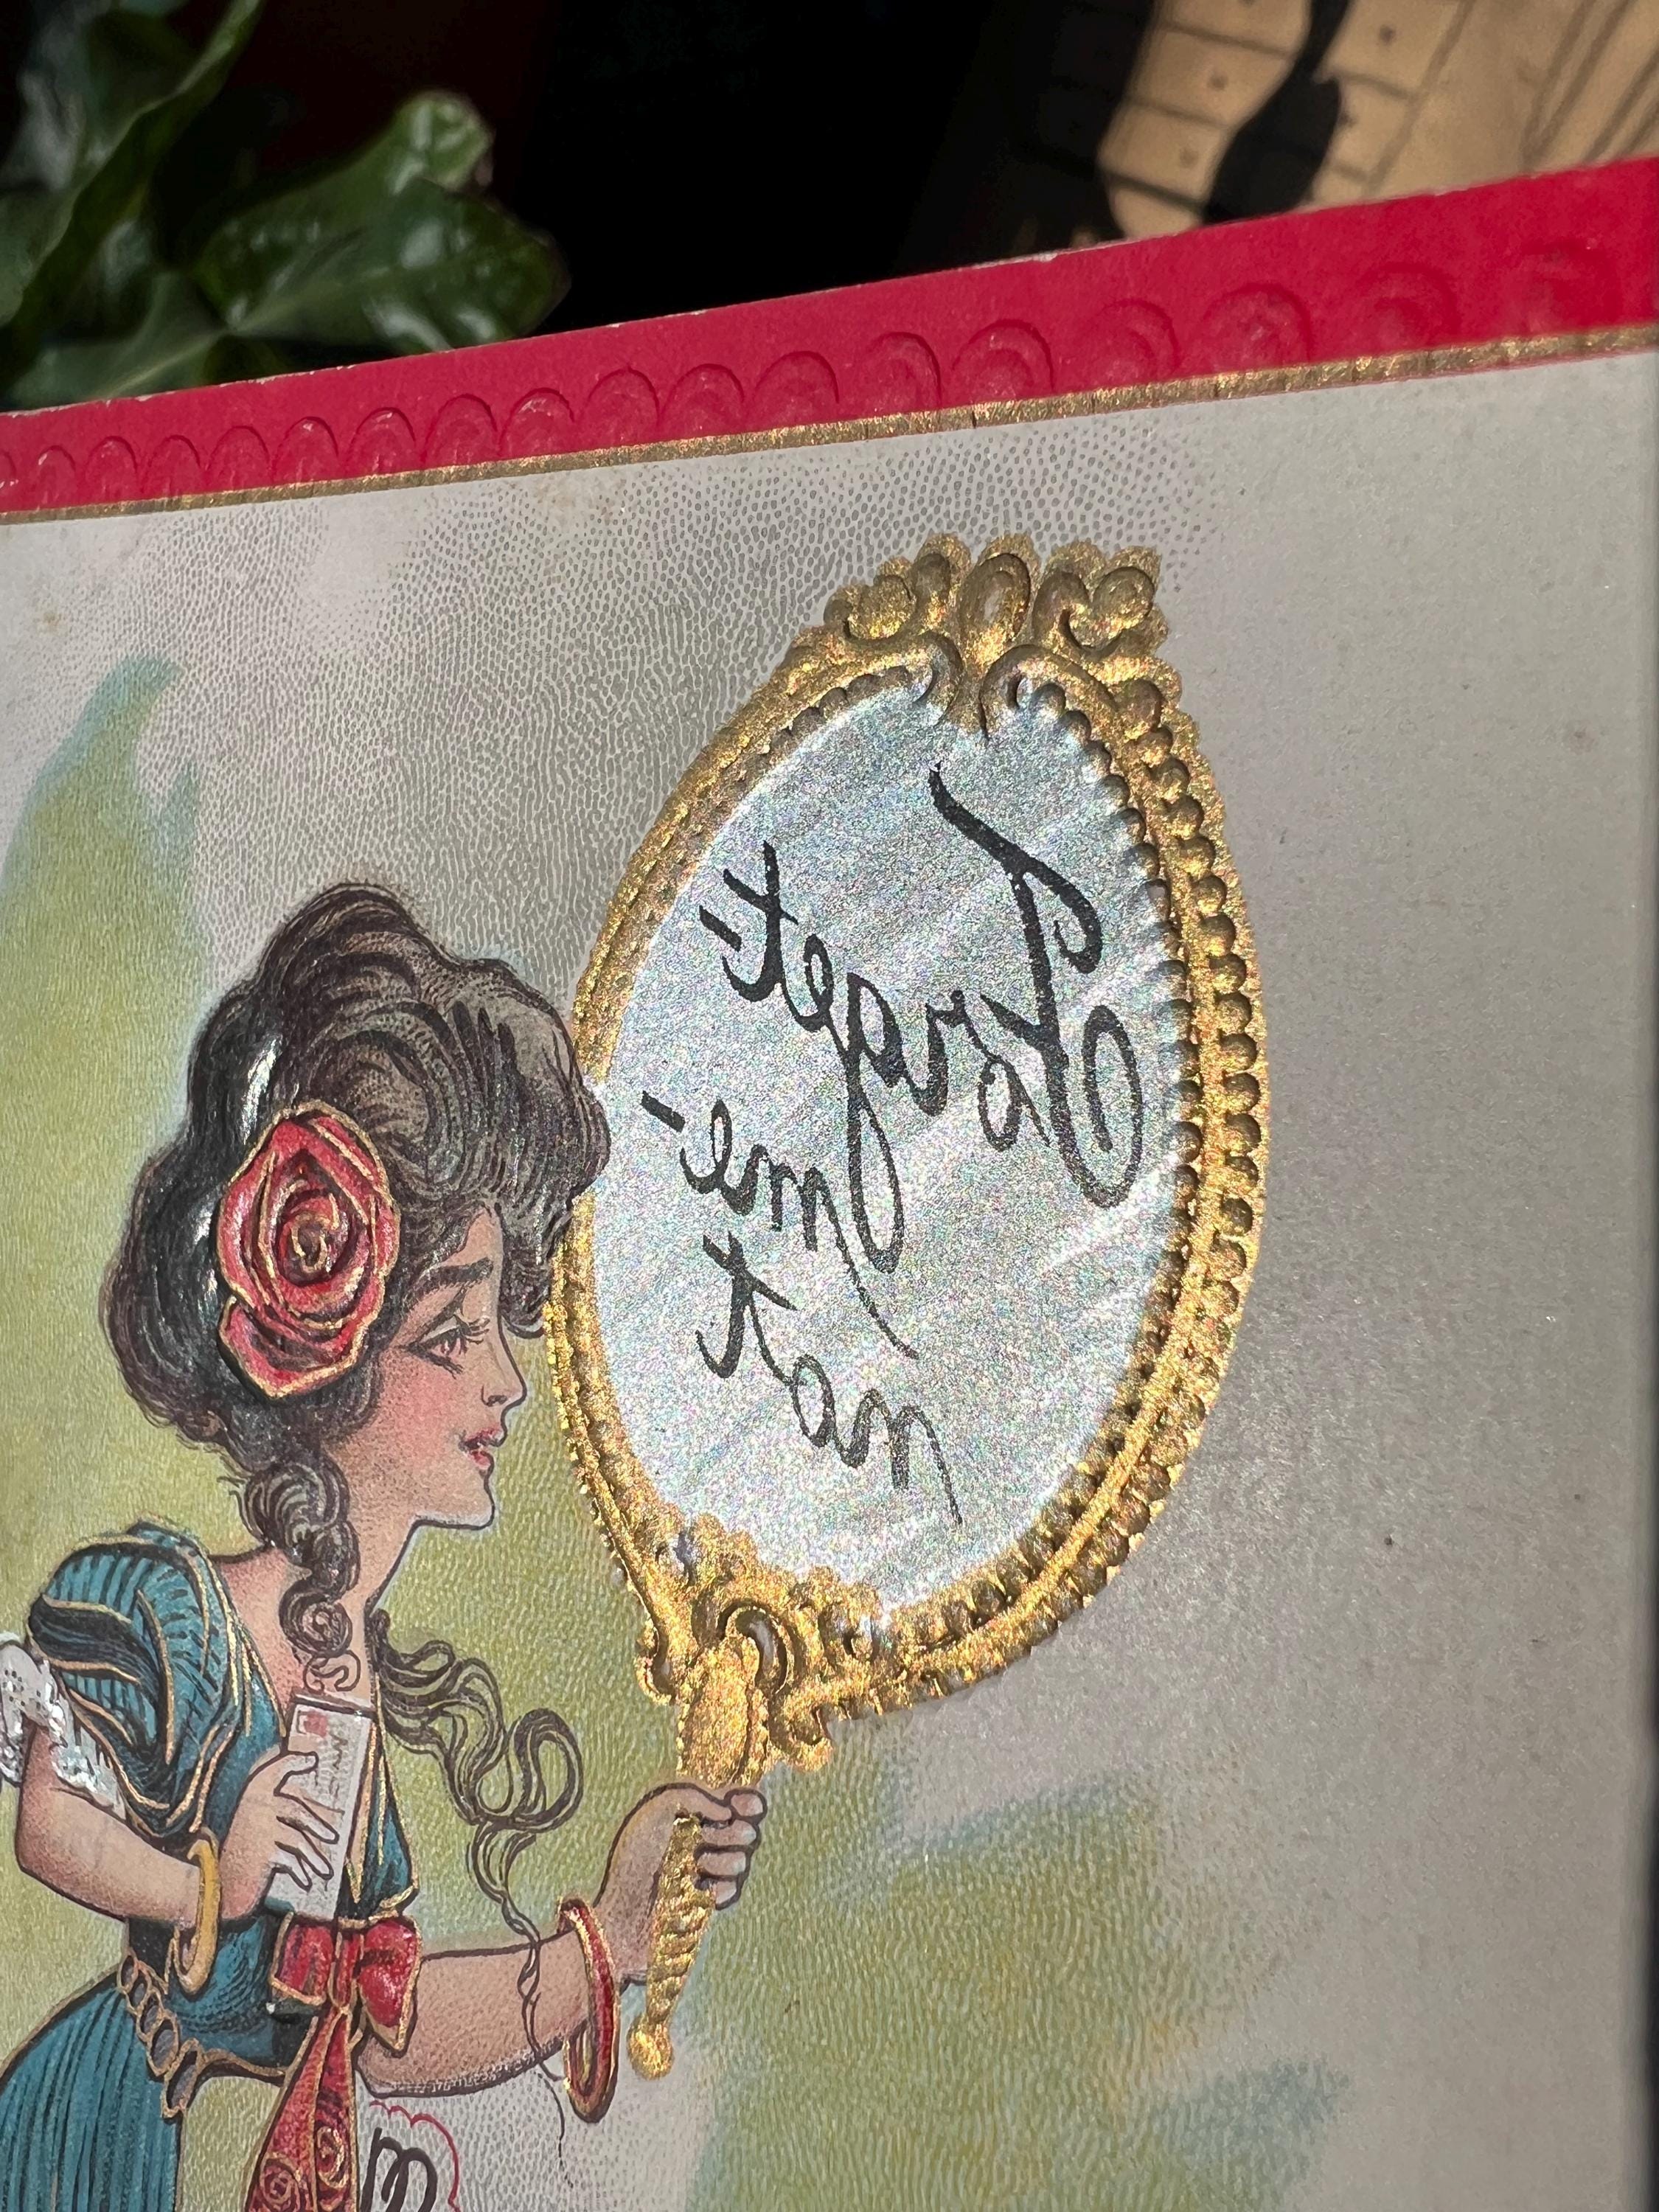 Forget-
me-
not